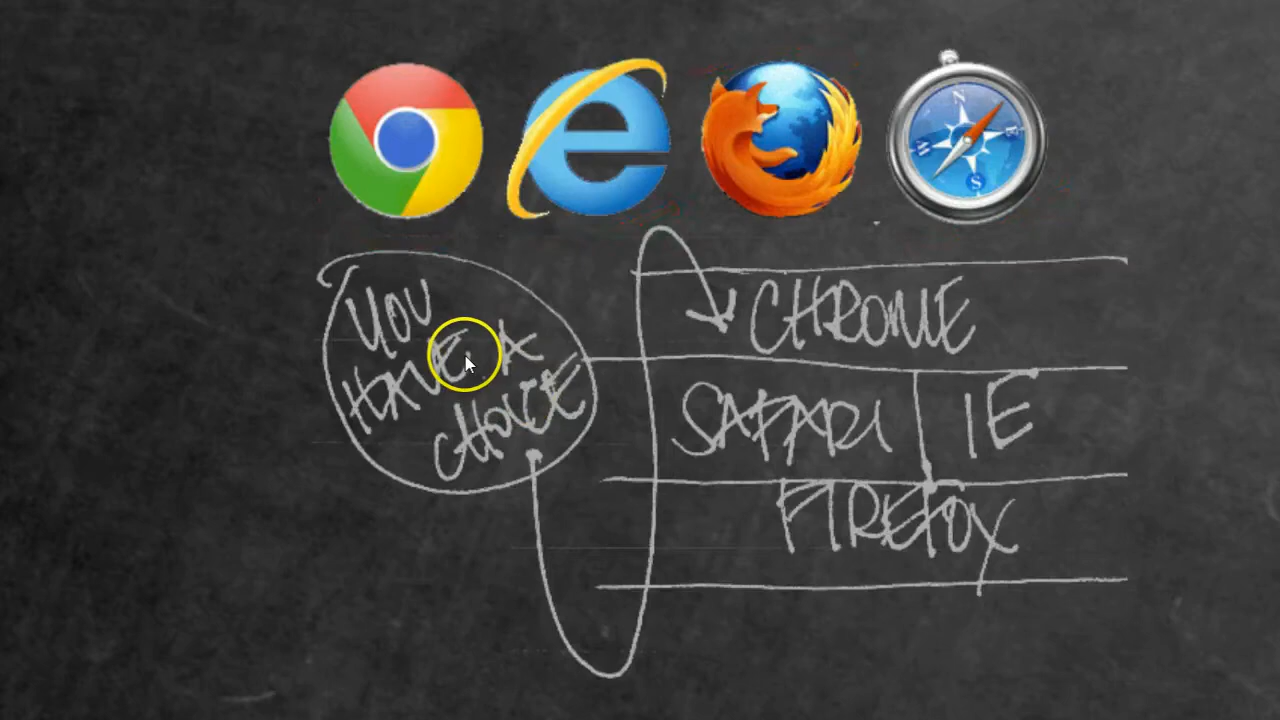 YOU
HAVE A
CHOICE
CHROME
SAFARI | IE
FIREFOX